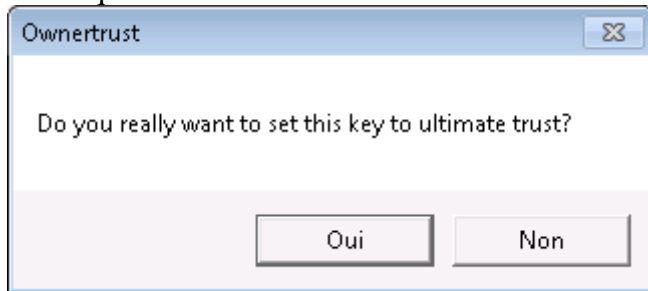 Ownertrust
Do you really want to set this key to ultimate trust?
Oui Non